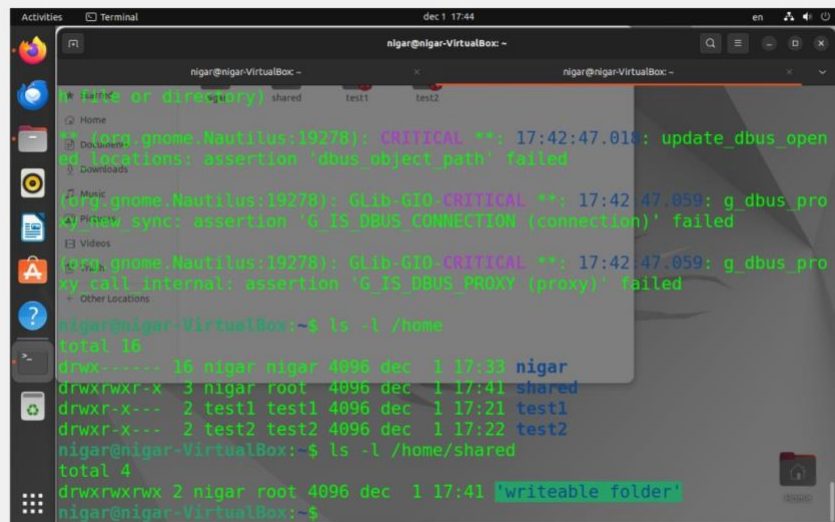 Activities
Terminal
dec 1 17:44
en
nigar@nigar-VirtualBox: ~
nigar@nigar-VirtualBox: ~
nigar@nigar-VirtualBox: ~
shared
test1
test2
h file or directory)
Home
** (org.gnome.Nautilus:19278): CRITICAL **: 17:42:47.018: update_dbus_open
Documents
ed_locations: assertion 'dbus_object_path' failed
Downloads
Music
(org.gnome.Nautilus:19278): GLib-GIO-CRITICAL **: 17:42:47.059: g_dbus_pro
Pictures
xy_new_sync: assertion 'G_IS_DBUS_CONNECTION (connection)' failed
Videos
(org.gnome.Nautilus:19278): GLib-GIO-CRITICAL **: 17:42:47.059: g_dbus_pro
xy_call_internal: assertion 'G_IS_DBUS_PROXY (proxy)' failed
+ Other Locations
nigar@nigar-VirtualBox:~$ ls -l /home
total 16
drwx------ 16 nigar nigar 4096 dec  1 17:33 nigar
drwxrwxr-x  3 nigar root  4096 dec  1 17:41 shared
drwxr-x---  2 test1 test1 4096 dec  1 17:21 test1
drwxr-x---  2 test2 test2 4096 dec  1 17:22 test2
nigar@nigar-VirtualBox:~$ ls -l /home/shared
total 4
drwxrwxrwx 2 nigar root 4096 dec  1 17:41 'writeable folder'
Home
nigar@nigar-VirtualBox:~$